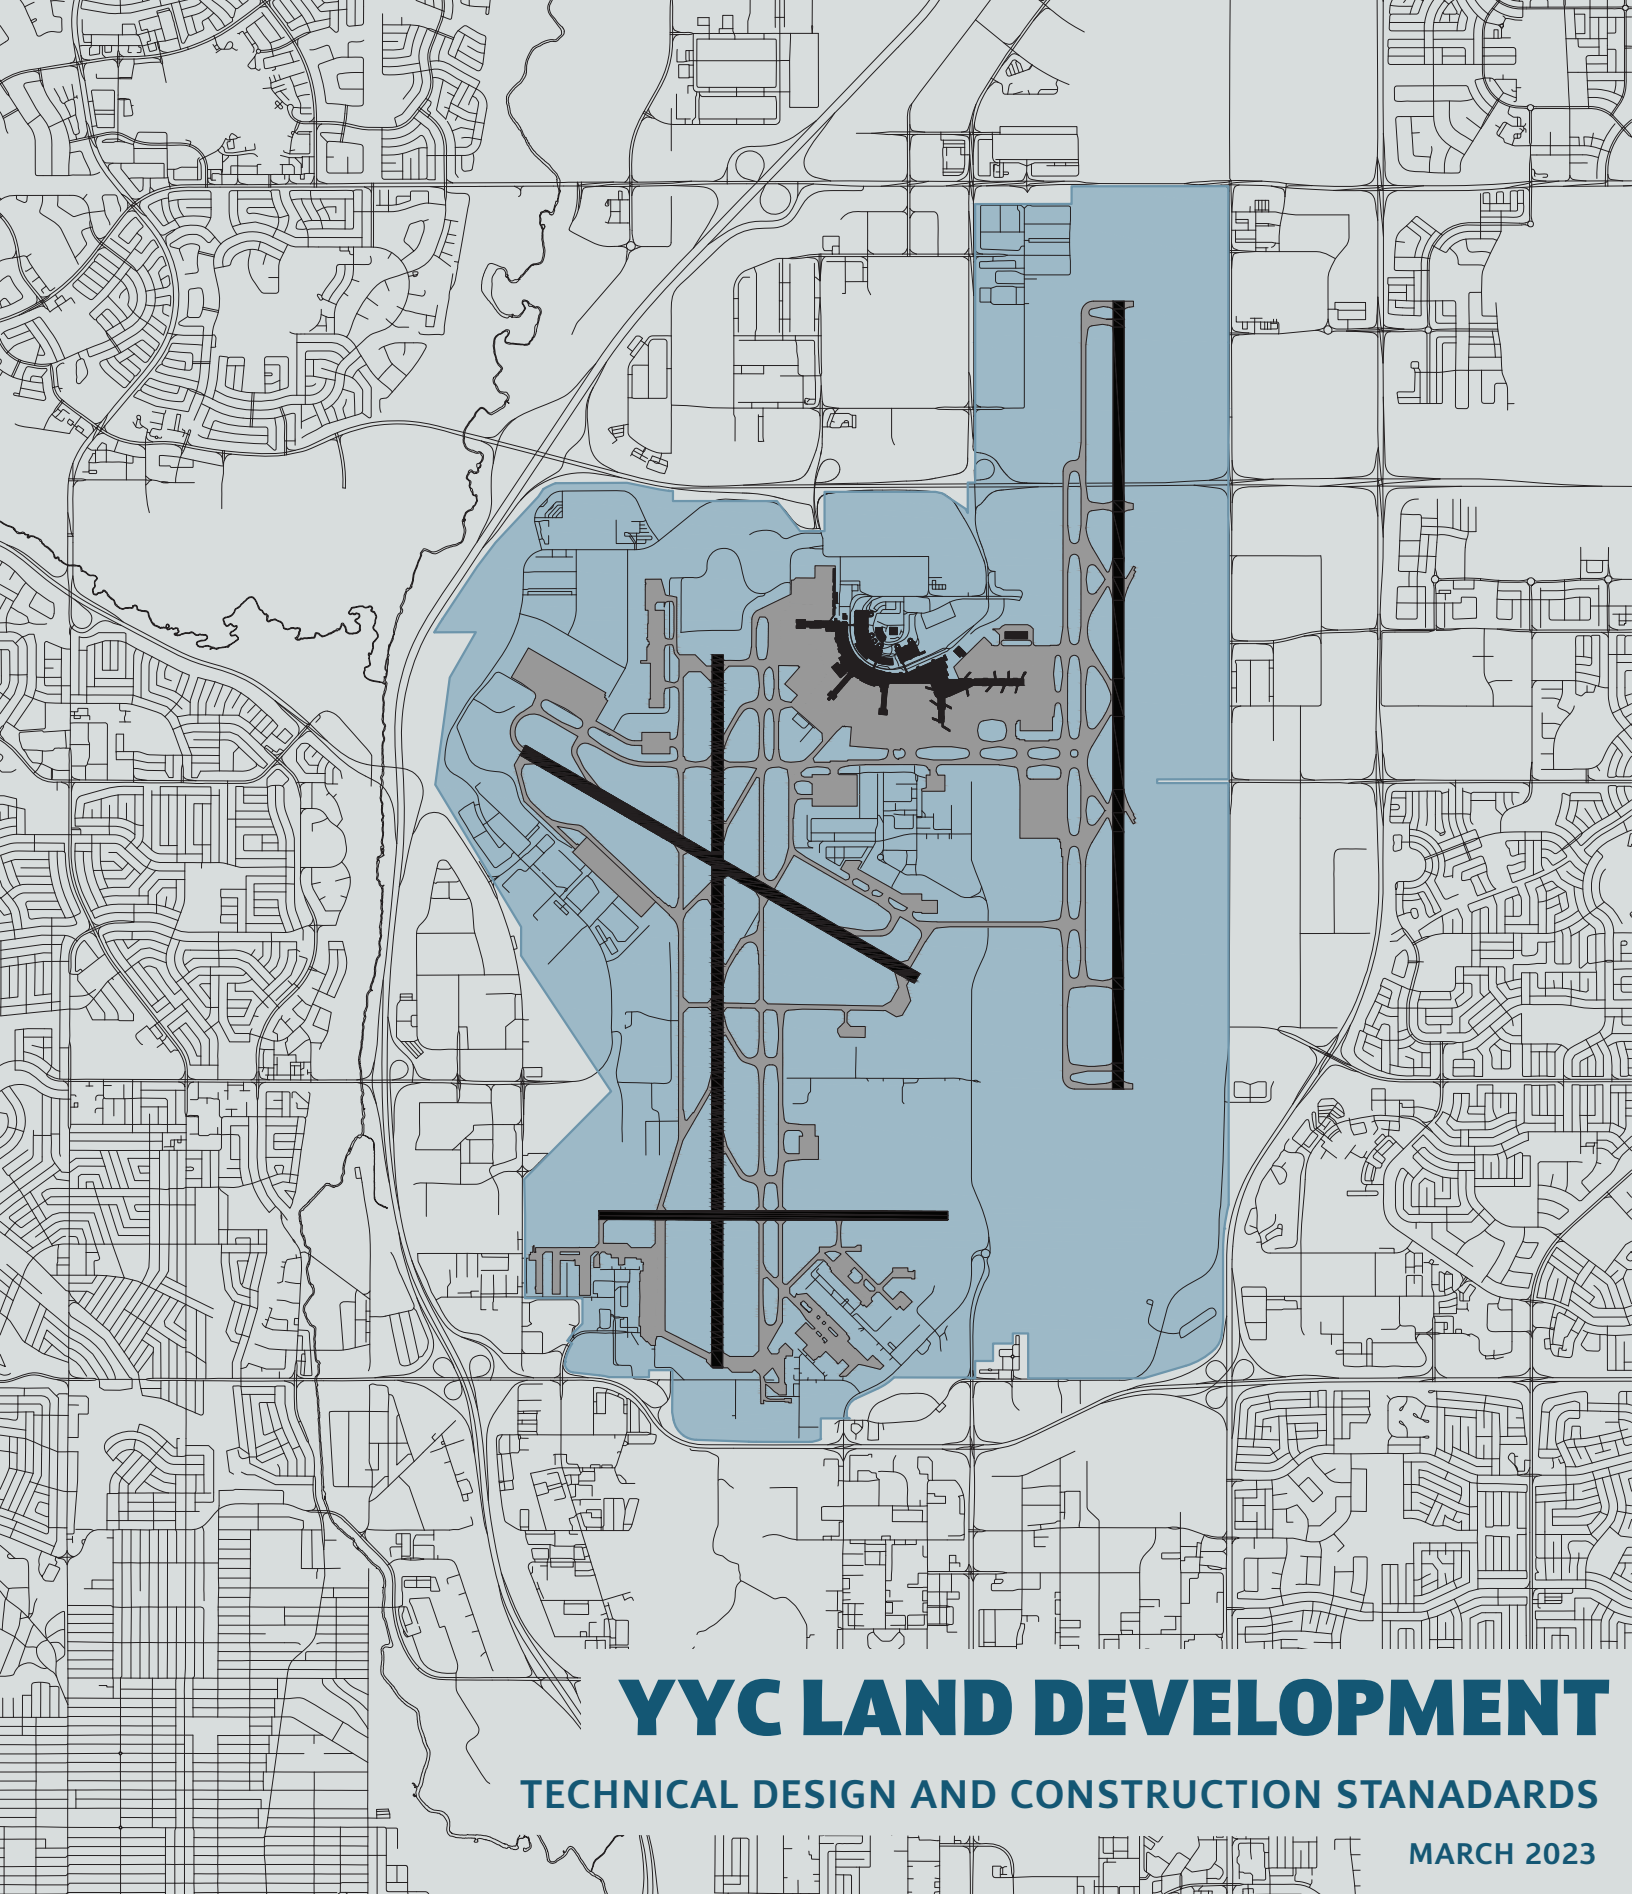 YYC LAND DEVELOPMENT
TECHNICAL DESIGN AND CONSTRUCTION STANADARDS
MARCH 2023